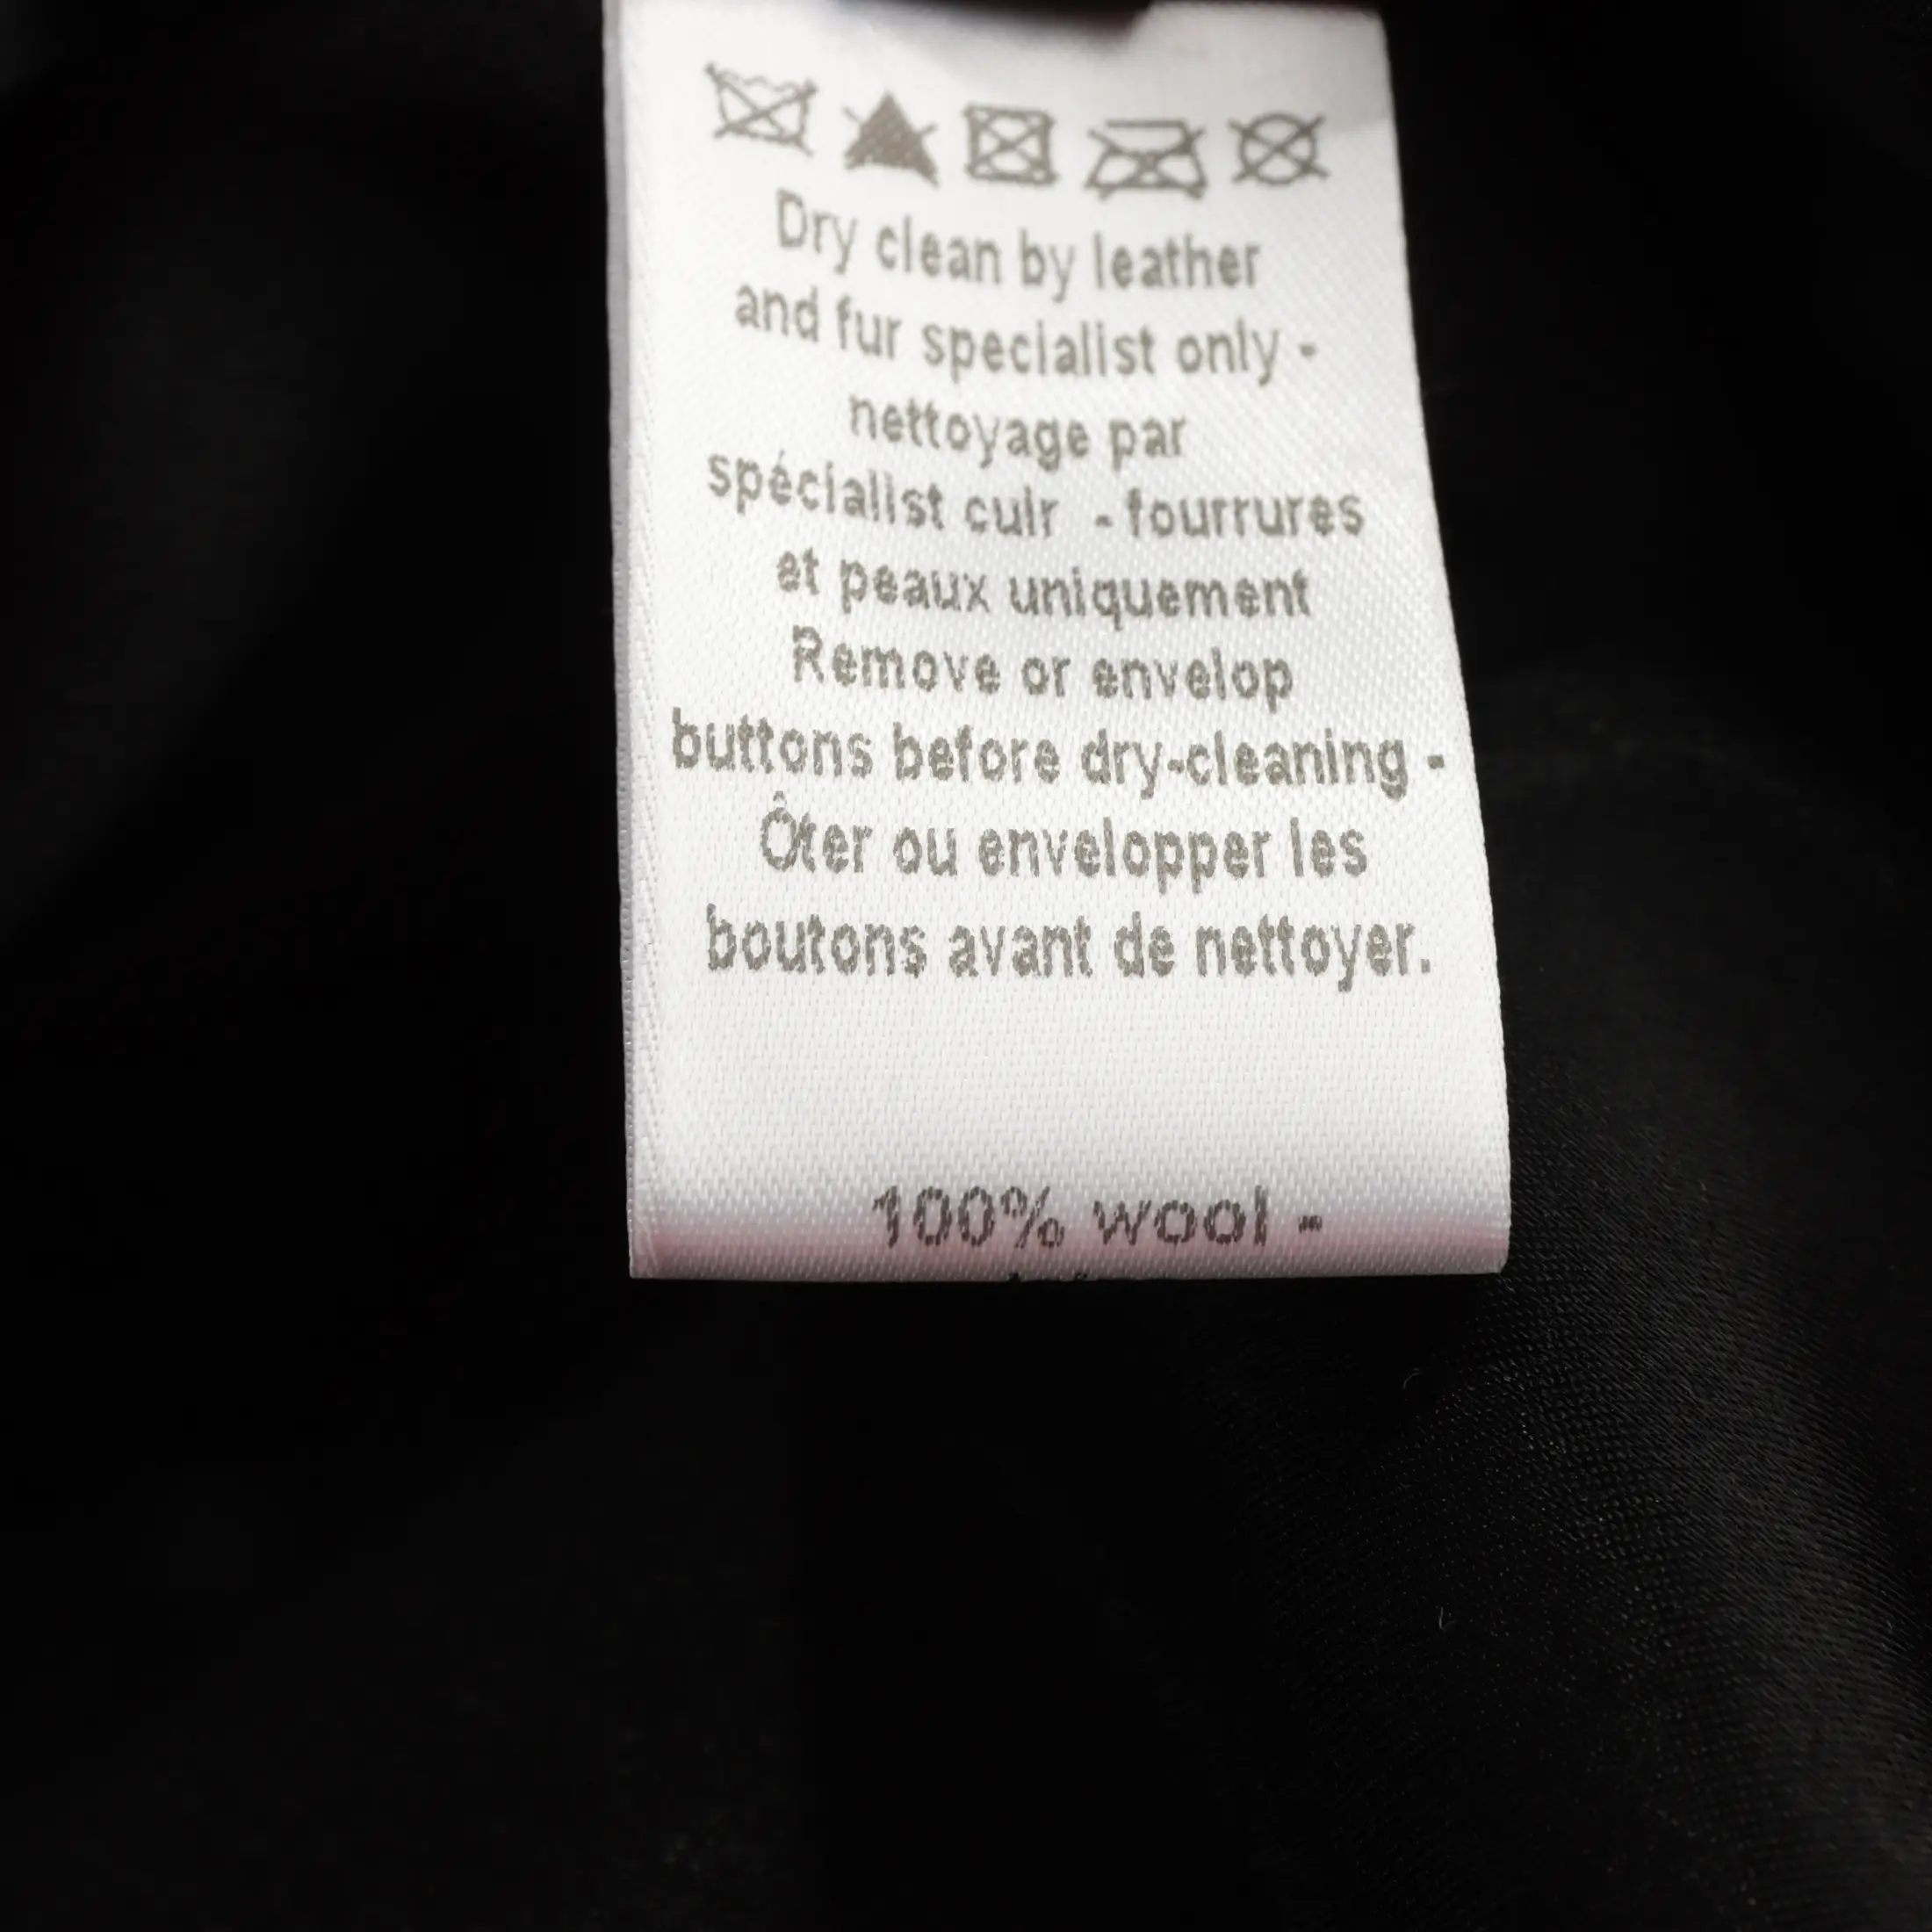 Dry clean by leather
and fur specialist only -
nettoyage par
spécialist cuir - fourrures
et peaux uniquement
Remove or envelop
buttons before dry-cleaning -
Ôter ou envelopper les
boutons avant de nettoyer.
100% wool -